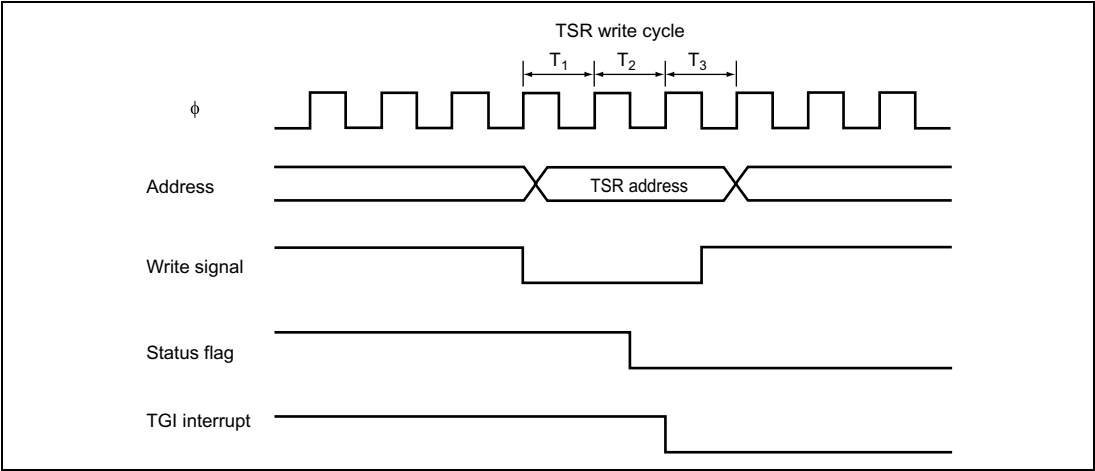 TSR write cycle
T1 T2 T3
ϕ
Address
TSR address
Write signal
Status flag
TGI interrupt